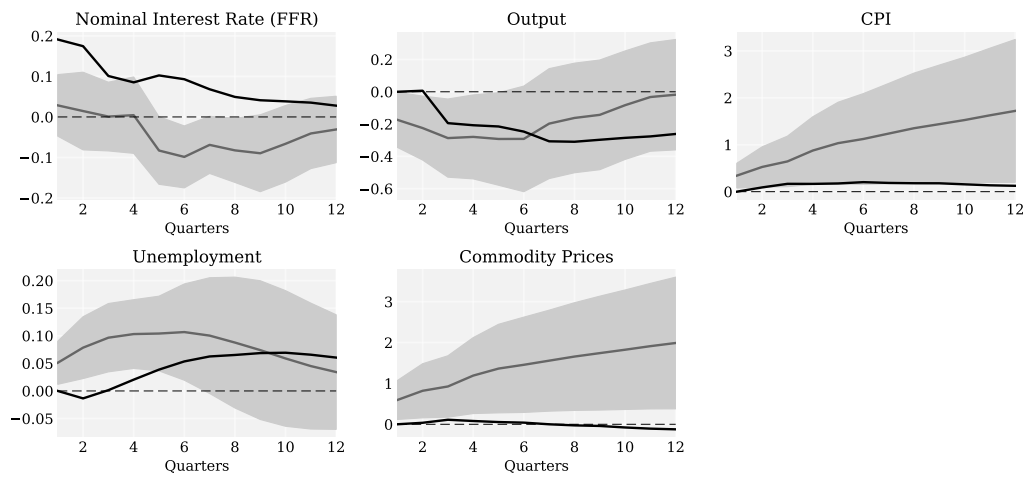 Nominal Interest Rate (FFR)
0.2
0.1
0.0
−0.1
−0.2
2 4 6 8 10 12
Quarters
Output
0.2
0.0
−0.2
−0.4
−0.6
2 4 6 8 10 12
Quarters
CPI
3
2
1
0
2 4 6 8 10 12
Quarters
Unemployment
0.20
0.15
0.10
0.05
0.00
−0.05
2 4 6 8 10 12
Quarters
Commodity Prices
3
2
1
0
2 4 6 8 10 12
Quarters